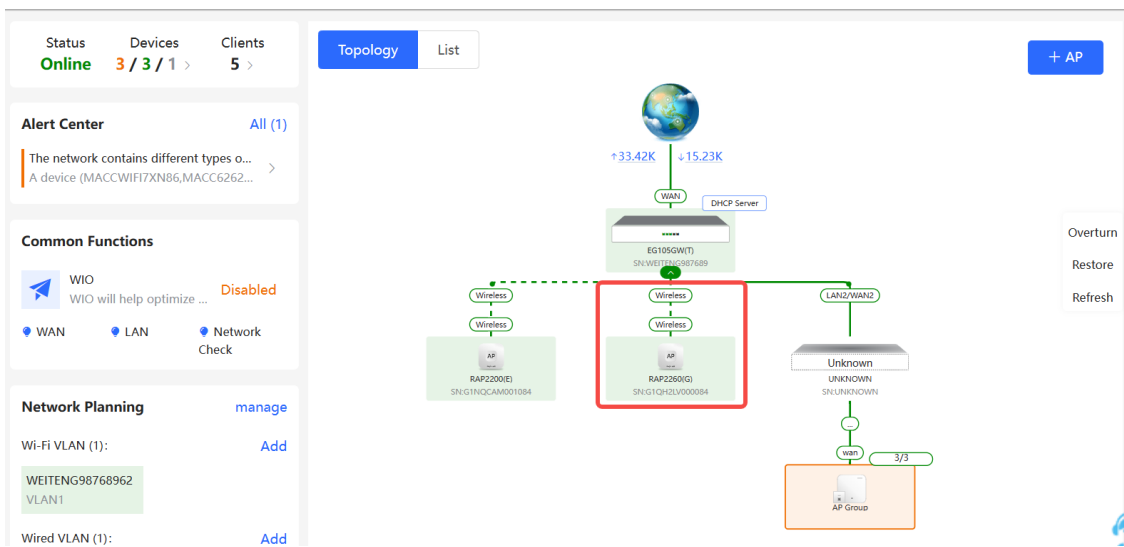 Status Devices Clients
Online 3 / 3 / 1 > 5 >
Alert Center All (1)
The network contains different types o...
A device (MACCWIFI7XN86,MACC6262...
Common Functions
WIO
WIO will help optimize ... Disabled
WAN LAN Network Check
Network Planning manage
Wi-Fi VLAN (1): Add
WEITENG98768962
VLAN1
Wired VLAN (1): Add
Topology List
+ AP
↑33.42K ↓15.23K
WAN
DHCP Server
EG105GW(T)
SN:WEITENG987689
Wireless Wireless LAN2/WAN2
Wireless Wireless
AP AP
RAP2200(E) RAP2260(G)
SN:G1NQCAM001084 SN:G1QH2LV000084
Unknown
UNKNOWN
SN:UNKNOWN
...
wan
3/3
AP Group
Overturn
Restore
Refresh